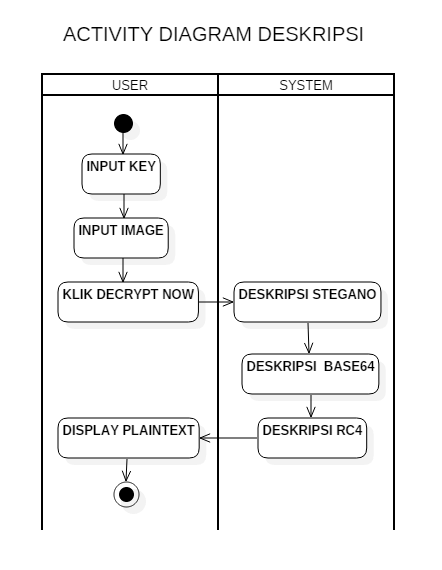 ACTIVITY DIAGRAM DESKRIPSI
USER
SYSTEM
INPUT KEY
INPUT IMAGE
KLIK DECRYPT NOW
DESKRIPSI STEGANO
DESKRIPSI BASE64
DESKRIPSI RC4
DISPLAY PLAINTEXT